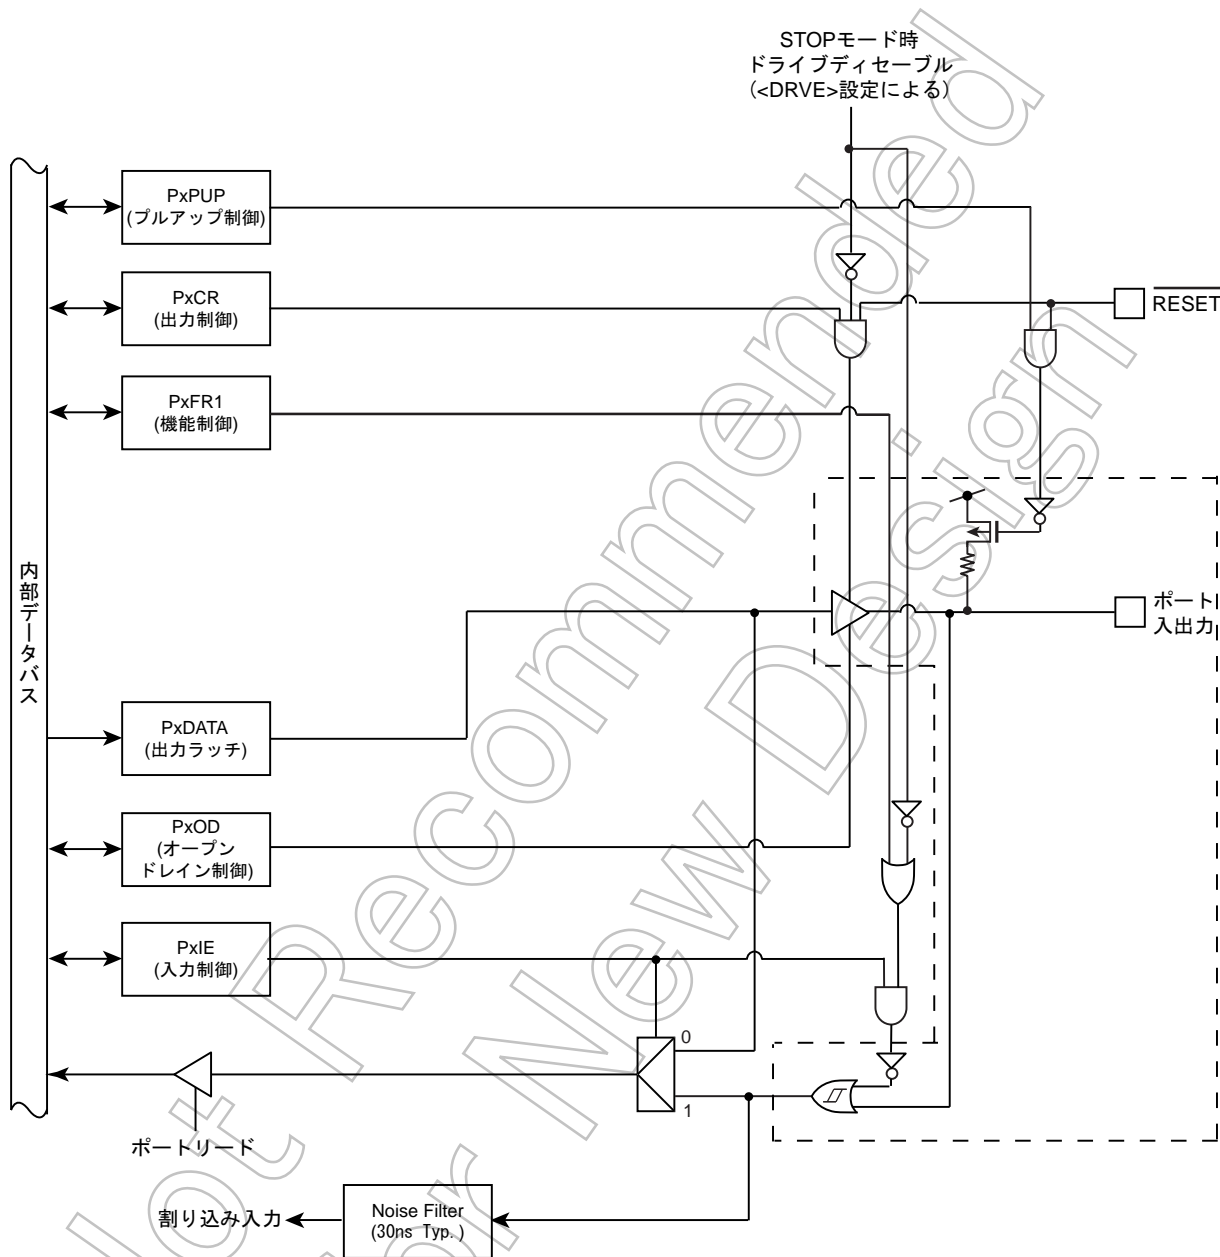 STOPモード時
ドライブディセーブル
(<DRVE>設定による)
PxPUP
(プルアップ制御)
PxCR
(出力制御)
RESET
PxFR1
(機能制御)
内部データバス
ポート
入出力
PxDATA
(出力ラッチ)
PxOD
(オープン
ドレイン制御)
PxIE
(入力制御)
0
1
ポートリード
割り込み入力
Noise Filter
(30ns Typ.)
Not Recommended
for New Design